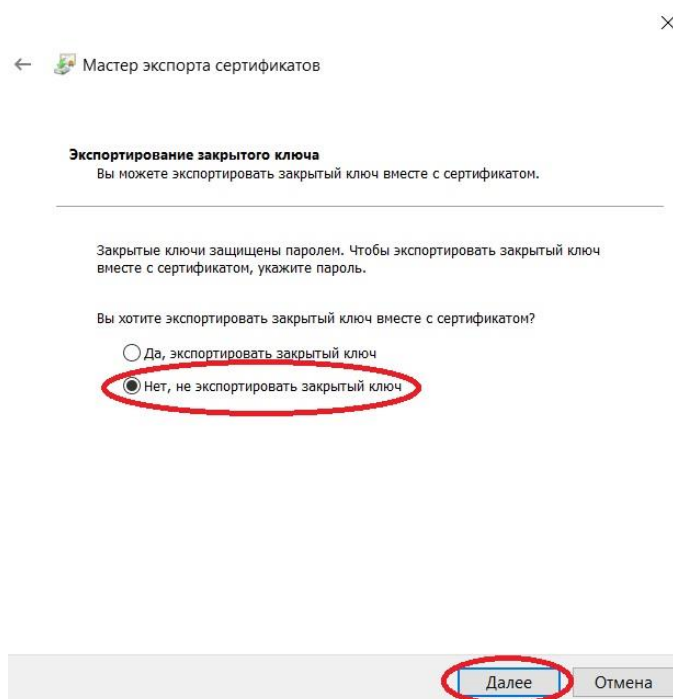 Мастер экспорта сертификатов
Экспортирование закрытого ключа
Вы можете экспортировать закрытый ключ вместе с сертификатом.
Закрытые ключи защищены паролем. Чтобы экспортировать закрытый ключ
вместе с сертификатом, укажите пароль.
Вы хотите экспортировать закрытый ключ вместе с сертификатом?
Да, экспортировать закрытый ключ
Нет, не экспортировать закрытый ключ
Далее Отмена